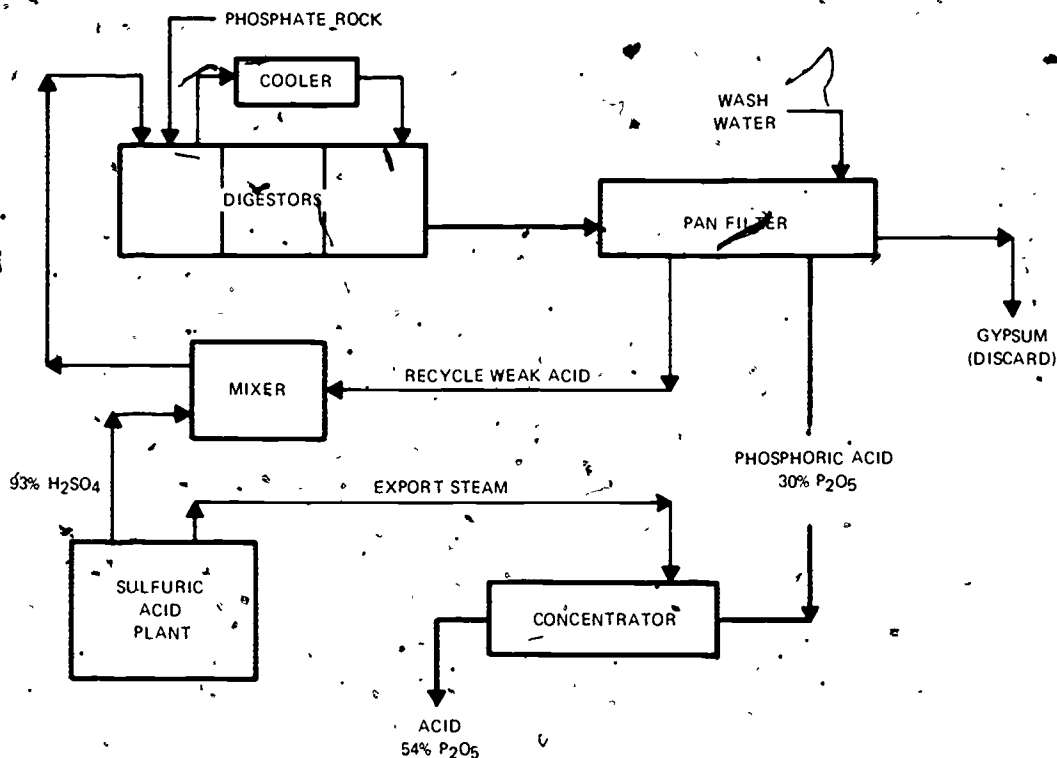 PHOSPHATE ROCK
COOLER
WASH
WATER
DIGESTORS
PAN FILTER
GYPSUM
(DISCARD)
MIXER
RECYCLE WEAK ACID
PHOSPHORIC ACID
30% P₂O₅
93% H₂SO₄
EXPORT STEAM
SULFURIC
ACID
PLANT
CONCENTRATOR
ACID
54% P₂O₅